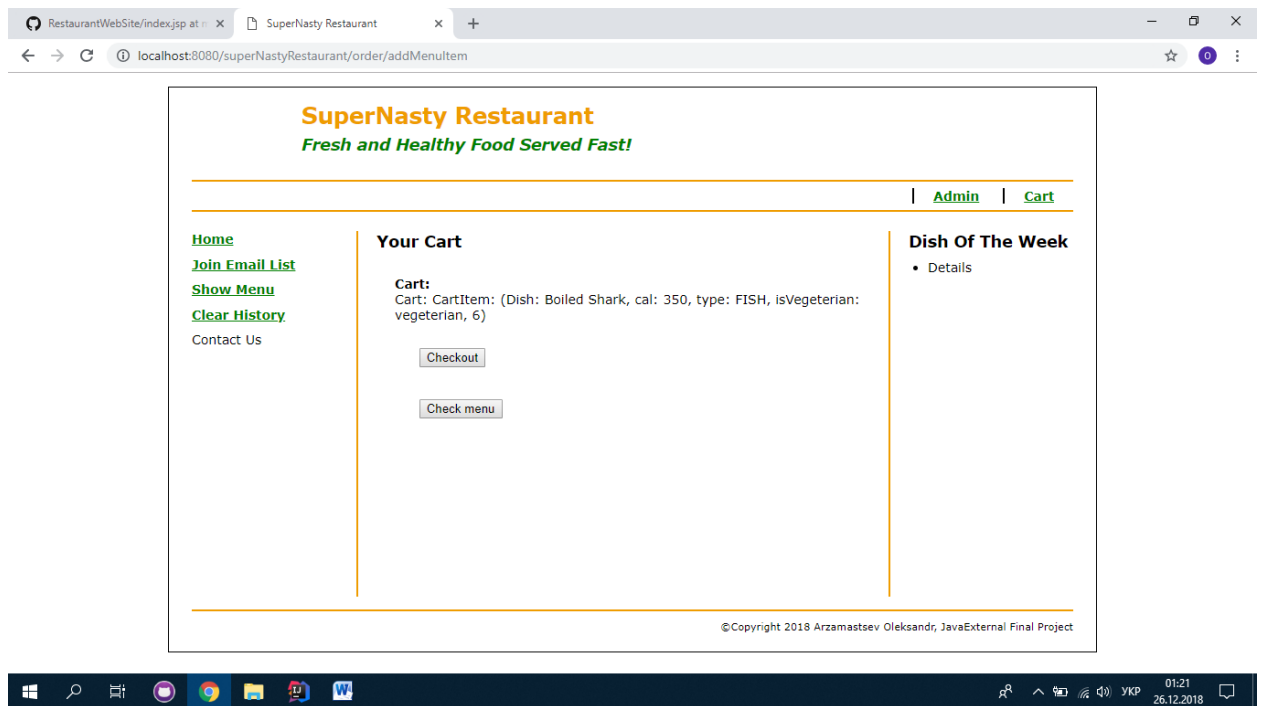 RestaurantWebSite/index.jsp at
SuperNasty Restaurant
localhost:8080/superNastyRestaurant/order/addMenuItem
O
SuperNasty Restaurant
Fresh and Healthy Food Served Fast!
Admin
Cart
Home
Join Email List
Show Menu
Clear History
Contact Us
Your Cart
Cart:
Cart: CartItem: (Dish: Boiled Shark, cal: 350, type: FISH, isVegeterian:
vegeterian, 6)
Checkout
Check menu
Dish Of The Week
Details
©Copyright 2018 Arzamastsev Oleksandr, JavaExternal Final Project
УКР
01:21
26.12.2018